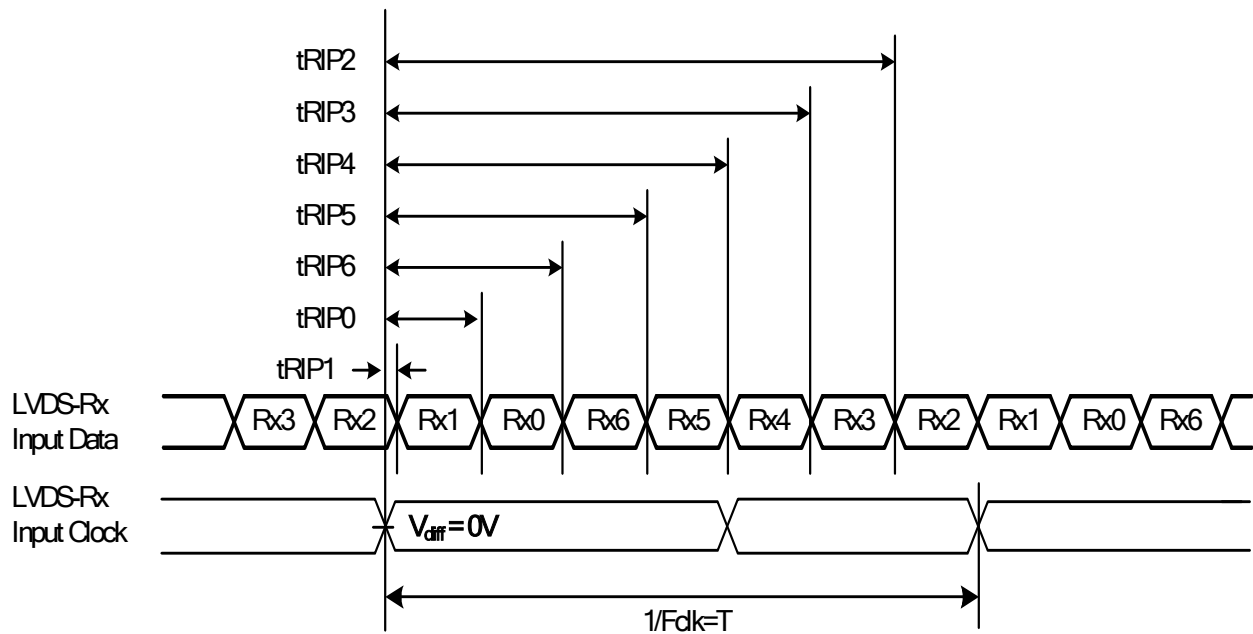 tRIP2
tRIP3
tRIP4
tRIP5
tRIP6
tRIP0
tRIP1
LVDS-Rx
Input Data
Rx3 Rx2 Rx1 Rx0 Rx6 Rx5 Rx4 Rx3 Rx2 Rx1 Rx0 Rx6
LVDS-Rx
Input Clock
Vdiff = 0V
1/Fclk=T